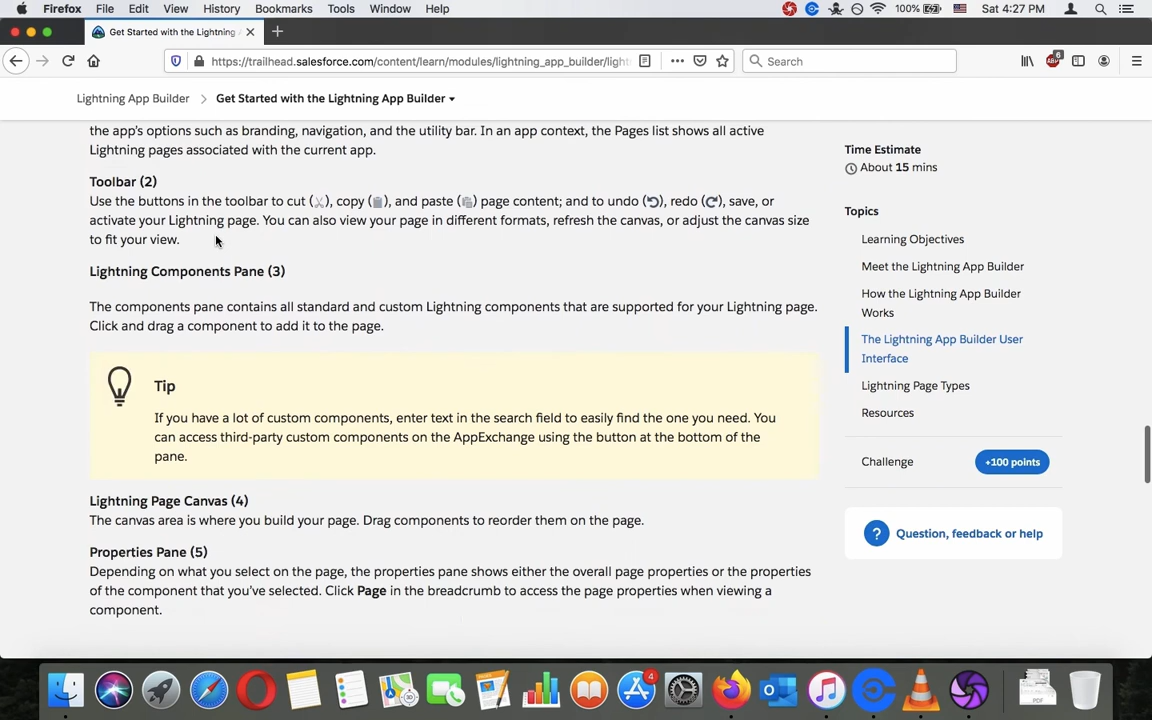 Firefox File Edit View History Bookmarks Tools Window Help 100% Sat 4:27 PM
Get Started with the Lightning
https://trailhead.salesforce.com/content/learn/modules/lightning_app_builder/light Search 6
Lightning App Builder > Get Started with the Lightning App Builder
the app's options such as branding, navigation, and the utility bar. In an app context, the Pages list shows all active
Lightning pages associated with the current app.
Toolbar (2)
Use the buttons in the toolbar to cut ( ), copy ( ), and paste ( ) page content; and to undo ( ), redo ( ), save, or
activate your Lightning page. You can also view your page in different formats, refresh the canvas, or adjust the canvas size
to fit your view.
Lightning Components Pane (3)
The components pane contains all standard and custom Lightning components that are supported for your Lightning page.
Click and drag a component to add it to the page.
Tip
If you have a lot of custom components, enter text in the search field to easily find the one you need. You
can access third-party custom components on the AppExchange using the button at the bottom of the
pane.
Lightning Page Canvas (4)
The canvas area is where you build your page. Drag components to reorder them on the page.
Properties Pane (5)
Depending on what you select on the page, the properties pane shows either the overall page properties or the properties
of the component that you've selected. Click Page in the breadcrumb to access the page properties when viewing a
component.
Time Estimate
About 15 mins
Topics
Learning Objectives
Meet the Lightning App Builder
How the Lightning App Builder
Works
The Lightning App Builder User
Interface
Lightning Page Types
Resources
Challenge +100 points
? Question, feedback or help
4
PDF